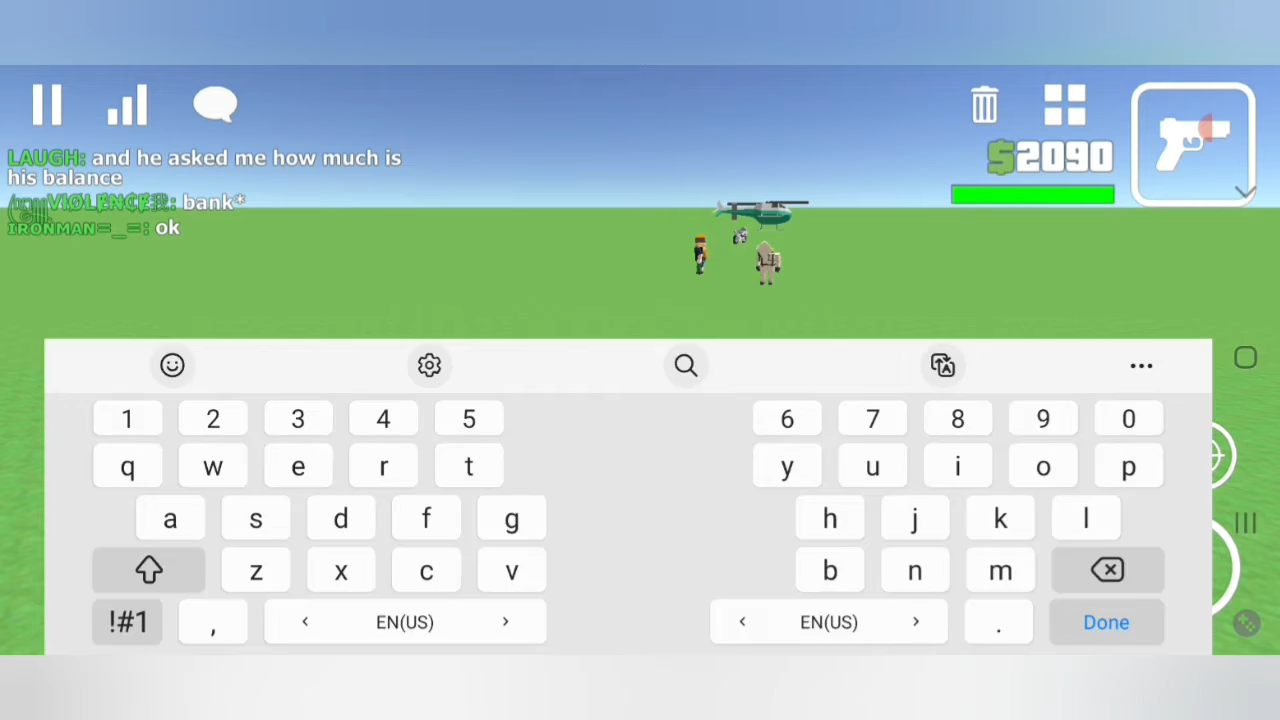 LAUGH: and he asked me how much is
his balance
VIØLENCE: bank*
IRONMAN=_=: ok
$2090
1 2 3 4 5 6 7 8 9 0
q w e r t y u i o p
a s d f g h j k l
z x c v b n m
!#1 , < EN(US) > < EN(US) > . Done